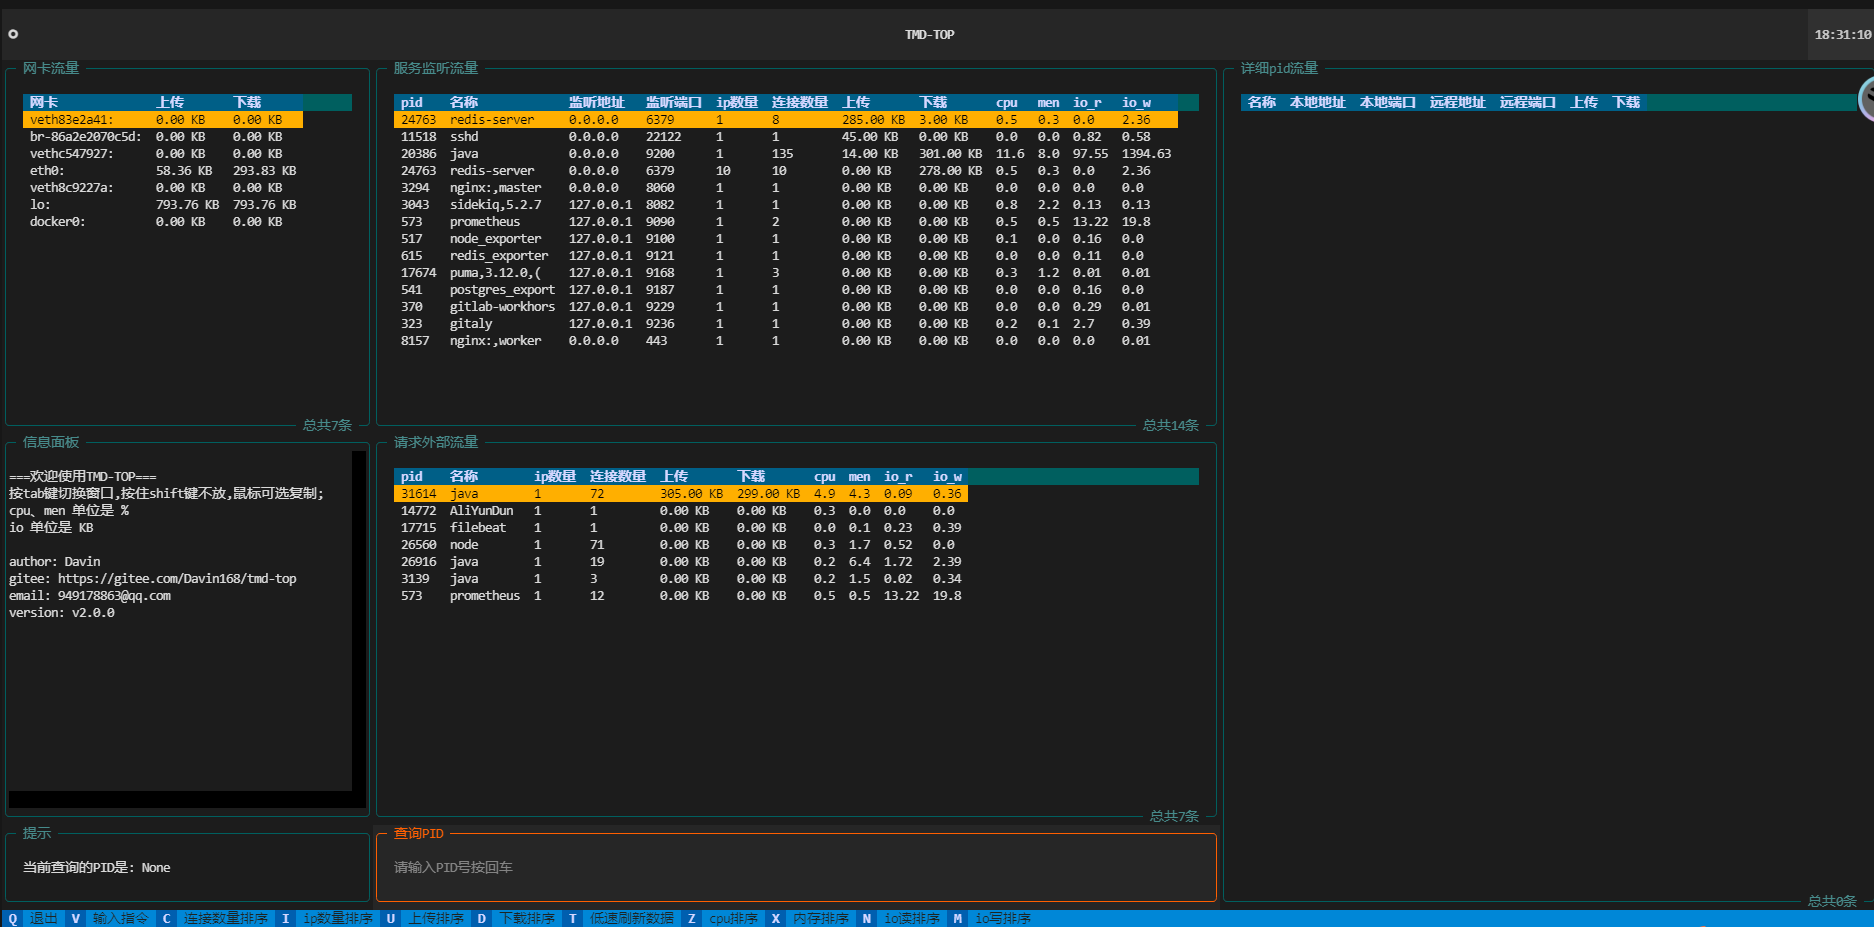 TMD-TOP
18:31:10
网卡流量
网卡 上传 下载
veth83e2a41: 0.00 KB 0.00 KB
br-86a2e2070c5d: 0.00 KB 0.00 KB
vethc547927: 0.00 KB 0.00 KB
eth0: 58.36 KB 293.83 KB
veth8c9227a: 0.00 KB 0.00 KB
lo: 793.76 KB 793.76 KB
docker0: 0.00 KB 0.00 KB
总共7条
服务监听流量
pid 名称 监听地址 监听端口 ip数量 连接数量 上传 下载 cpu men io_r io_w
24763 redis-server 0.0.0.0 6379 1 8 285.00 KB 3.00 KB 0.5 0.3 0.0 2.36
11518 sshd 0.0.0.0 22122 1 1 45.00 KB 0.00 KB 0.0 0.0 0.82 0.58
20386 java 0.0.0.0 9200 1 135 14.00 KB 301.00 KB 11.6 8.0 97.55 1394.63
24763 redis-server 0.0.0.0 6379 10 10 0.00 KB 278.00 KB 0.5 0.3 0.0 2.36
3294 nginx:,master 0.0.0.0 8060 1 1 0.00 KB 0.00 KB 0.0 0.0 0.0 0.0
3043 sidekiq,5.2.7 127.0.0.1 8082 1 1 0.00 KB 0.00 KB 0.8 2.2 0.13 0.13
573 prometheus 127.0.0.1 9090 1 2 0.00 KB 0.00 KB 0.5 0.5 13.22 19.8
517 node_exporter 127.0.0.1 9100 1 1 0.00 KB 0.00 KB 0.1 0.0 0.16 0.0
615 redis_exporter 127.0.0.1 9121 1 1 0.00 KB 0.00 KB 0.0 0.0 0.11 0.0
17674 puma,3.12.0,( 127.0.0.1 9168 1 3 0.00 KB 0.00 KB 0.3 1.2 0.01 0.01
541 postgres_export 127.0.0.1 9187 1 1 0.00 KB 0.00 KB 0.0 0.0 0.16 0.0
370 gitlab-workhors 127.0.0.1 9229 1 1 0.00 KB 0.00 KB 0.0 0.0 0.29 0.01
323 gitaly 127.0.0.1 9236 1 1 0.00 KB 0.00 KB 0.2 0.1 2.7 0.39
8157 nginx:,worker 0.0.0.0 443 1 1 0.00 KB 0.00 KB 0.0 0.0 0.0 0.01
总共14条
详细pid流量
名称 本地地址 本地端口 远程地址 远程端口 上传 下载
总共0条
信息面板
===欢迎使用TMD-TOP===
按tab键切换窗口,按住shift键不放,鼠标可选复制;
cpu、men 单位是 %
io 单位是 KB
author: Davin
gitee: https://gitee.com/Davin168/tmd-top
email: 949178863@qq.com
version: v2.0.0
请求外部流量
pid 名称 ip数量 连接数量 上传 下载 cpu men io_r io_w
31614 java 1 72 305.00 KB 299.00 KB 4.9 4.3 0.09 0.36
14772 AliYunDun 1 1 0.00 KB 0.00 KB 0.3 0.0 0.0 0.0
17715 filebeat 1 1 0.00 KB 0.00 KB 0.0 0.1 0.23 0.39
26560 node 1 71 0.00 KB 0.00 KB 0.3 1.7 0.52 0.0
26916 java 1 19 0.00 KB 0.00 KB 0.2 6.4 1.72 2.39
3139 java 1 3 0.00 KB 0.00 KB 0.2 1.5 0.02 0.34
573 prometheus 1 12 0.00 KB 0.00 KB 0.5 0.5 13.22 19.8
总共7条
提示
当前查询的PID是: None
查询PID
请输入PID号按回车
Q 退出 V 输入指令 C 连接数量排序 I ip数量排序 U 上传排序 D 下载排序 T 低速刷新数据 Z cpu排序 X 内存排序 N io读排序 M io写排序